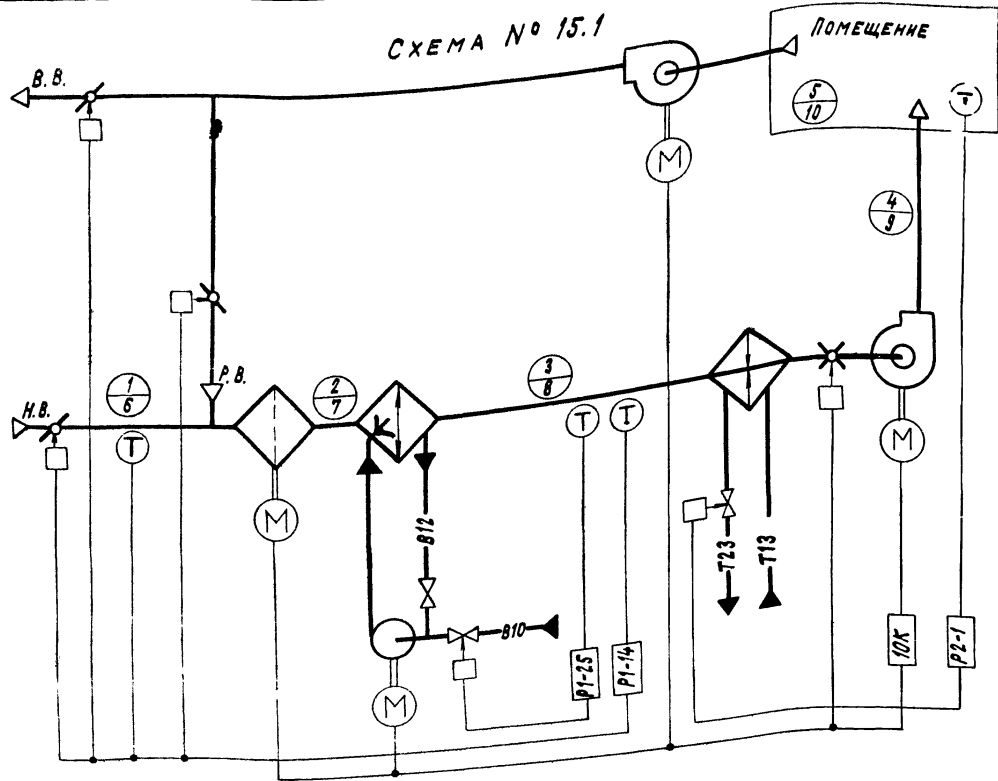 СХЕМА № 15.1
ПОМЕЩЕНИЕ
В.В.
5
10
Т
М
4
9
Р.В.
1
6
2
7
3
8
Н.В.
Т
Т
Т
М
М
В12
Т23
Т13
В10
Р1-25
Р1-14
10К
Р2-1
М